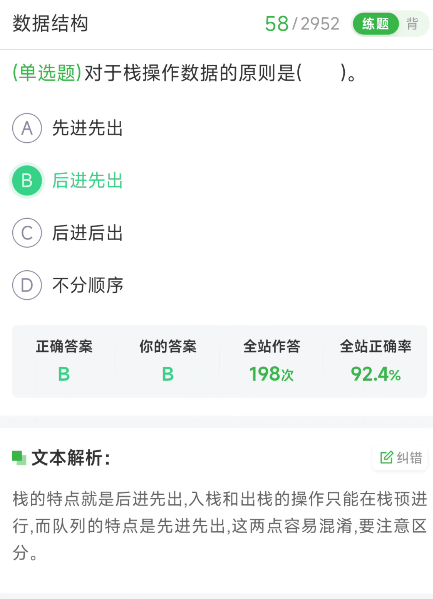 数据结构 58/2952 练题 背
(单选题)对于栈操作数据的原则是(　　)。
A 先进先出
B 后进先出
C 后进后出
D 不分顺序
正确答案 你的答案 全站作答 全站正确率
B B 198次 92.4%
文本解析： 纠错
栈的特点就是后进先出,入栈和出栈的操作只能在栈顸进
行,而队列的特点是先进先出,这两点容易混淆,要注意区
分。